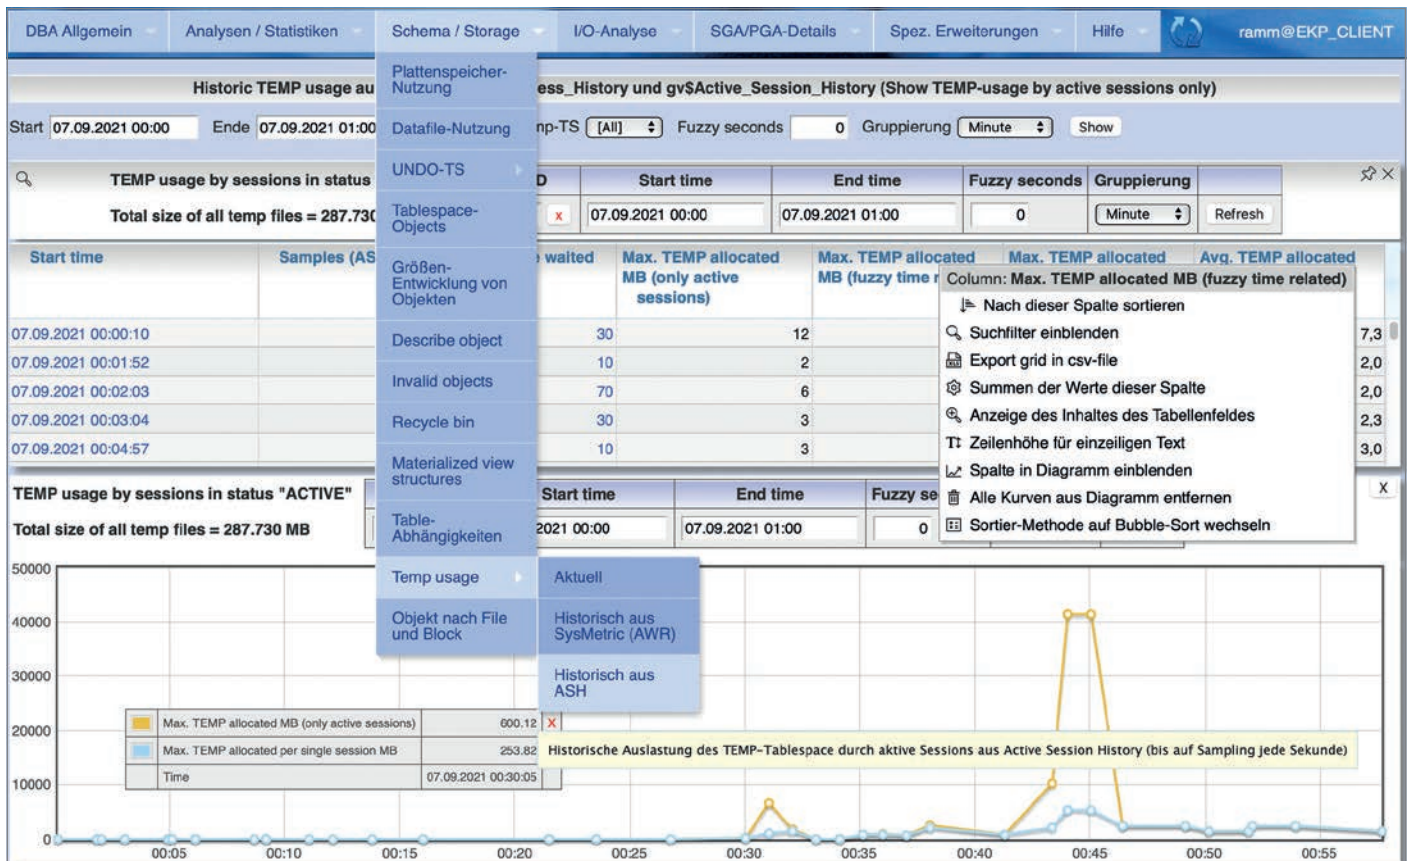 DBA Allgemein Analysen / Statistiken Schema / Storage I/O-Analyse SGA/PGA-Details Spez. Erweiterungen Hilfe ramm@EKP_CLIENT
Historic TEMP usage au ess_History und gv$Active_Session_History (Show TEMP-usage by active sessions only)
Start 07.09.2021 00:00 Ende 07.09.2021 01:00 mp-TS [All] Fuzzy seconds 0 Gruppierung Minute Show
TEMP usage by sessions in status D Start time End time Fuzzy seconds Gruppierung
Total size of all temp files = 287.730 x 07.09.2021 00:00 07.09.2021 01:00 0 Minute Refresh
Start time Samples (AS waited Max. TEMP allocated MB (only active sessions) Max. TEMP allocated MB (fuzzy time r Max. TEMP allocated Avg. TEMP allocated
07.09.2021 00:00:10 30 12 7,3
07.09.2021 00:01:52 10 2 2,0
07.09.2021 00:02:03 70 6 2,0
07.09.2021 00:03:04 30 3 2,3
07.09.2021 00:04:57 10 3 3,0
Plattenspeicher-
Nutzung
Datafile-Nutzung
UNDO-TS
Tablespace-
Objects
Größen-
Entwicklung von
Objekten
Describe object
Invalid objects
Recycle bin
Materialized view
structures
Table-
Abhängigkeiten
Temp usage
Objekt nach File
und Block
Aktuell
Historisch aus
SysMetric (AWR)
Historisch aus
ASH
Column: Max. TEMP allocated MB (fuzzy time related)
Nach dieser Spalte sortieren
Suchfilter einblenden
Export grid in csv-file
Summen der Werte dieser Spalte
Anzeige des Inhaltes des Tabellenfeldes
Zeilenhöhe für einzeiligen Text
Spalte in Diagramm einblenden
Alle Kurven aus Diagramm entfernen
Sortier-Methode auf Bubble-Sort wechseln
TEMP usage by sessions in status "ACTIVE" Start time End time Fuzzy se X
Total size of all temp files = 287.730 MB 2021 00:00 07.09.2021 01:00 0
50000
40000
30000
20000
10000
0
Max. TEMP allocated MB (only active sessions) 600.12 X
Max. TEMP allocated per single session MB 253.82
Time 07.09.2021 00:30:05
Historische Auslastung des TEMP-Tablespace durch aktive Sessions aus Active Session History (bis auf Sampling jede Sekunde)
00:05 00:10 00:15 00:20 00:25 00:30 00:35 00:40 00:45 00:50 00:55